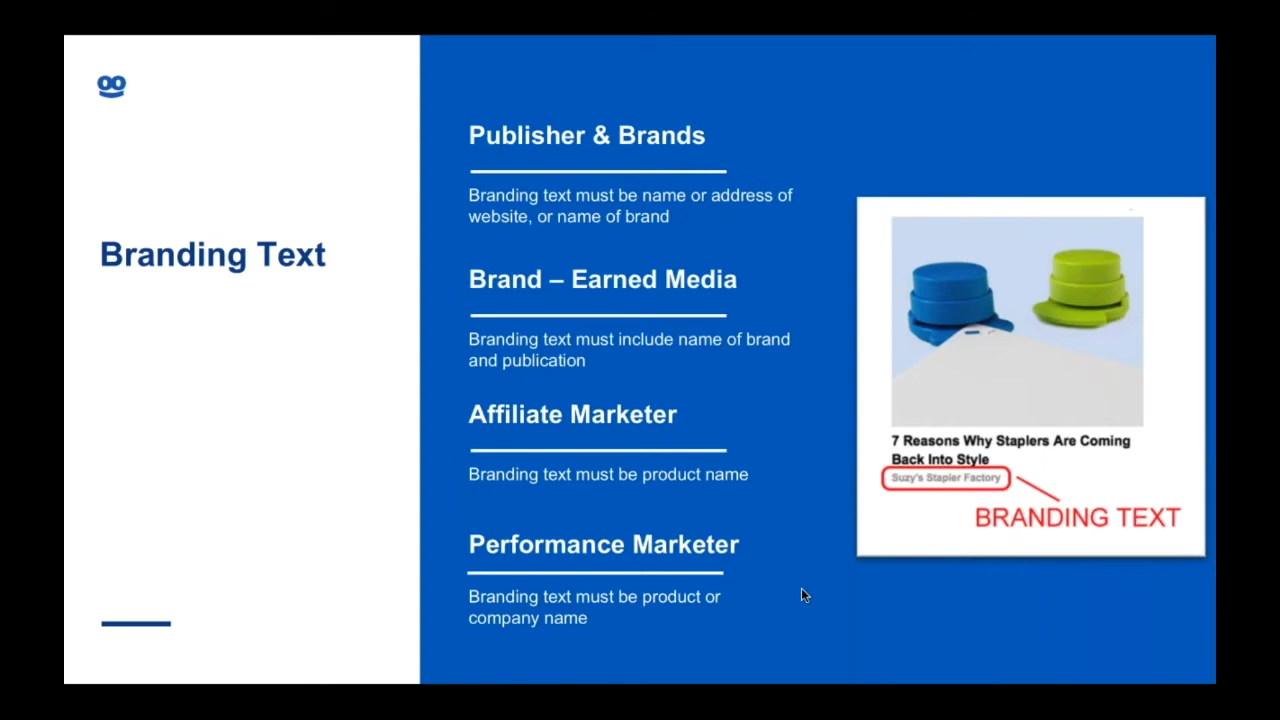 Branding Text
Publisher & Brands
Branding text must be name or address of
website, or name of brand
Brand – Earned Media
Branding text must include name of brand
and publication
Affiliate Marketer
Branding text must be product name
Performance Marketer
Branding text must be product or
company name
7 Reasons Why Staplers Are Coming
Back Into Style
Suzy's Stapler Factory
BRANDING TEXT